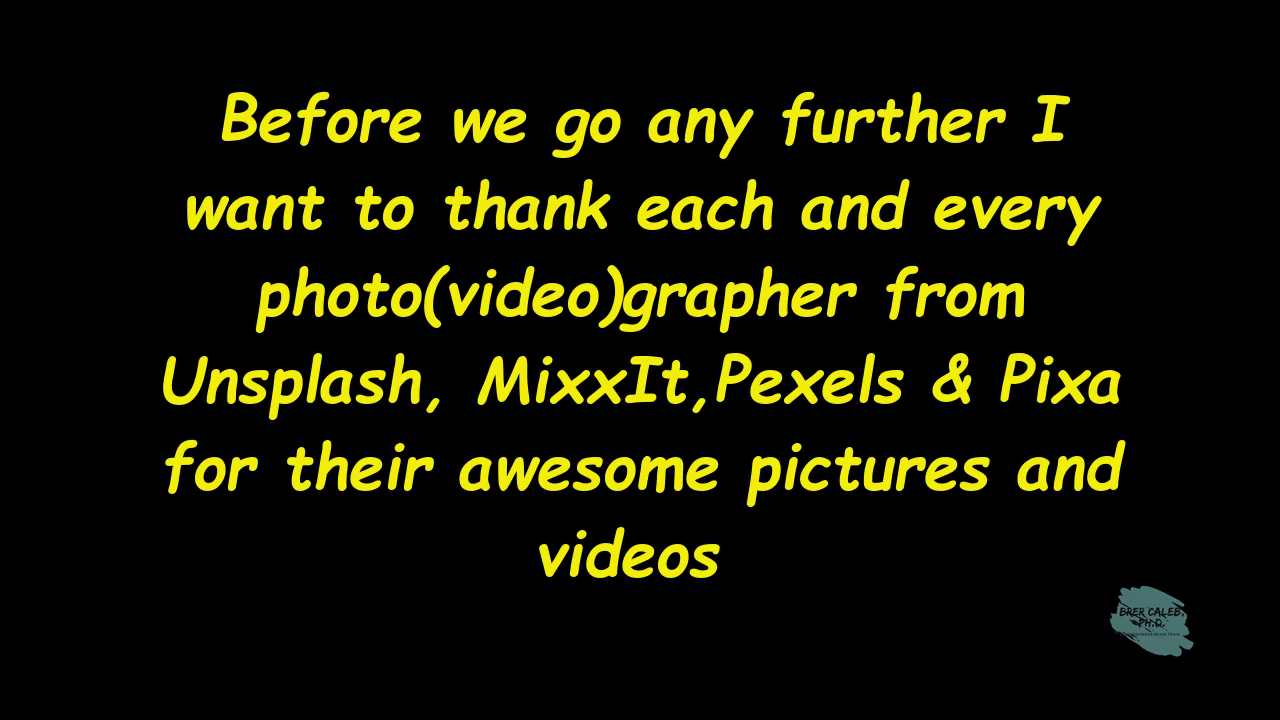 Before we go any further I
want to thank each and every
photo(video)grapher from
Unsplash, MixxIt,Pexels & Pixa
for their awesome pictures and
videos
BRER CALEB,
PH.D.